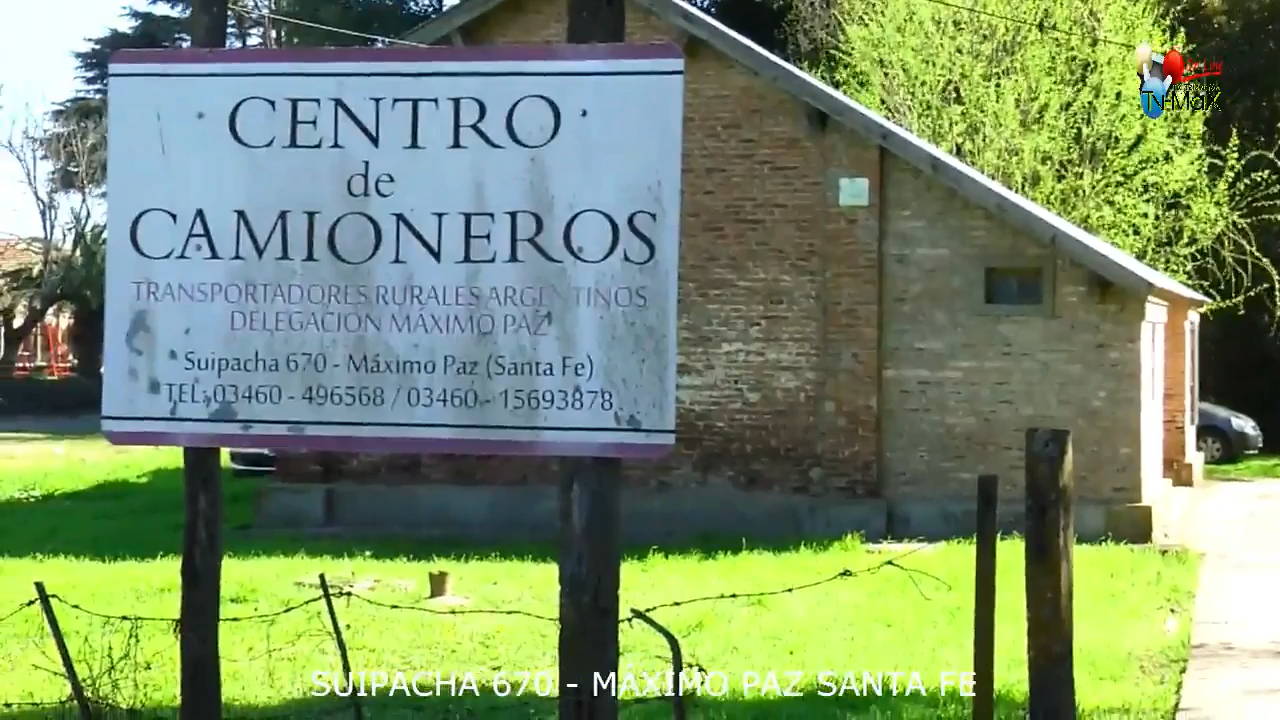 CENTRO
de
CAMIONEROS
TRANSPORTADORES RURALES ARGENTINOS
DELEGACION MÁXIMO PAZ
Suipacha 670 - Máximo Paz (Santa Fe)
TEL: 03460 - 496568 / 03460 - 15693878
SUIPACHA 670 - MÁXIMO PAZ SANTA FE